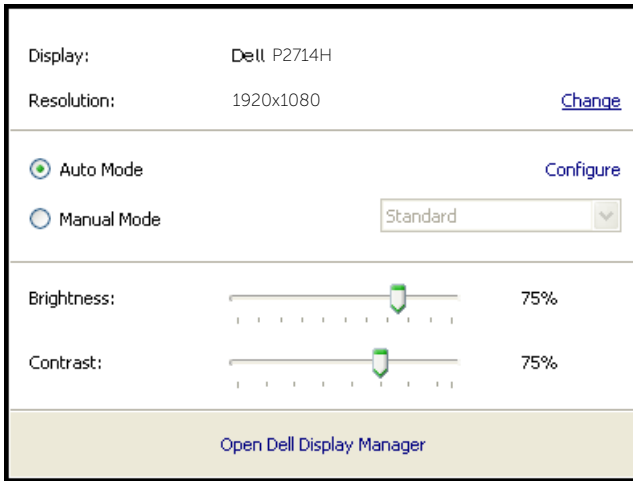 Display: Dell P2714H
Resolution: 1920x1080 Change
Auto Mode Configure
Manual Mode Standard
Brightness: 75%
Contrast: 75%
Open Dell Display Manager